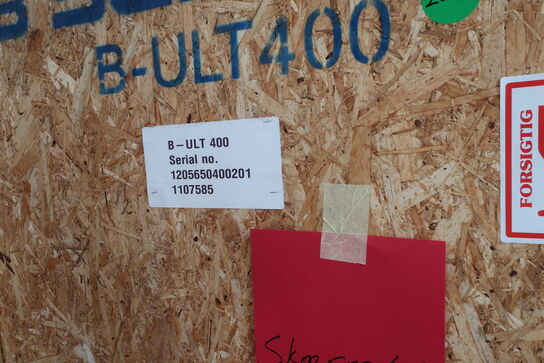 B-ULT400
B-ULT 400
Serial no.
1205650400201
1107585
FORSIGTIG